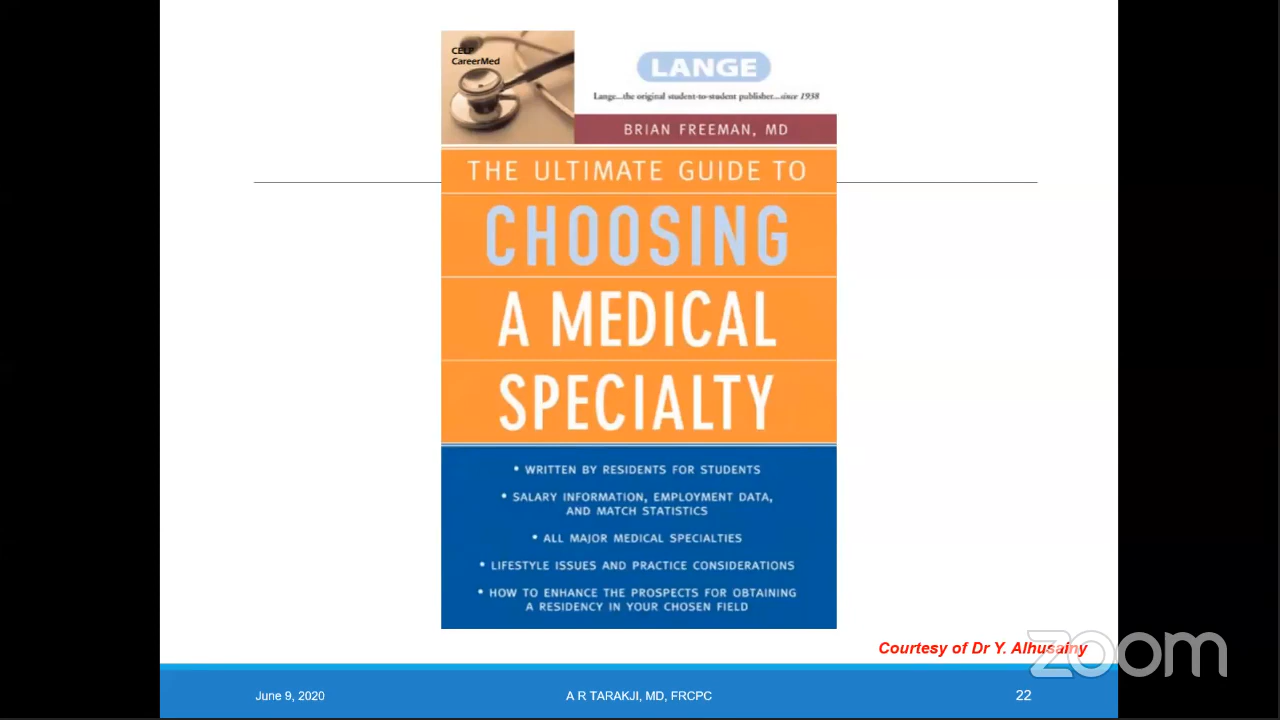 CELP
CareerMed
LANGE
Lange...the original student-to-student publisher...since 1938
BRIAN FREEMAN, MD
THE ULTIMATE GUIDE TO
CHOOSING
A MEDICAL
SPECIALTY
• WRITTEN BY RESIDENTS FOR STUDENTS
• SALARY INFORMATION, EMPLOYMENT DATA,
AND MATCH STATISTICS
• ALL MAJOR MEDICAL SPECIALTIES
• LIFESTYLE ISSUES AND PRACTICE CONSIDERATIONS
• HOW TO ENHANCE THE PROSPECTS FOR OBTAINING
A RESIDENCY IN YOUR CHOSEN FIELD
Courtesy of Dr Y. Alhusainy
zoom
June 9, 2020
A R TARAKJI, MD, FRCPC
22